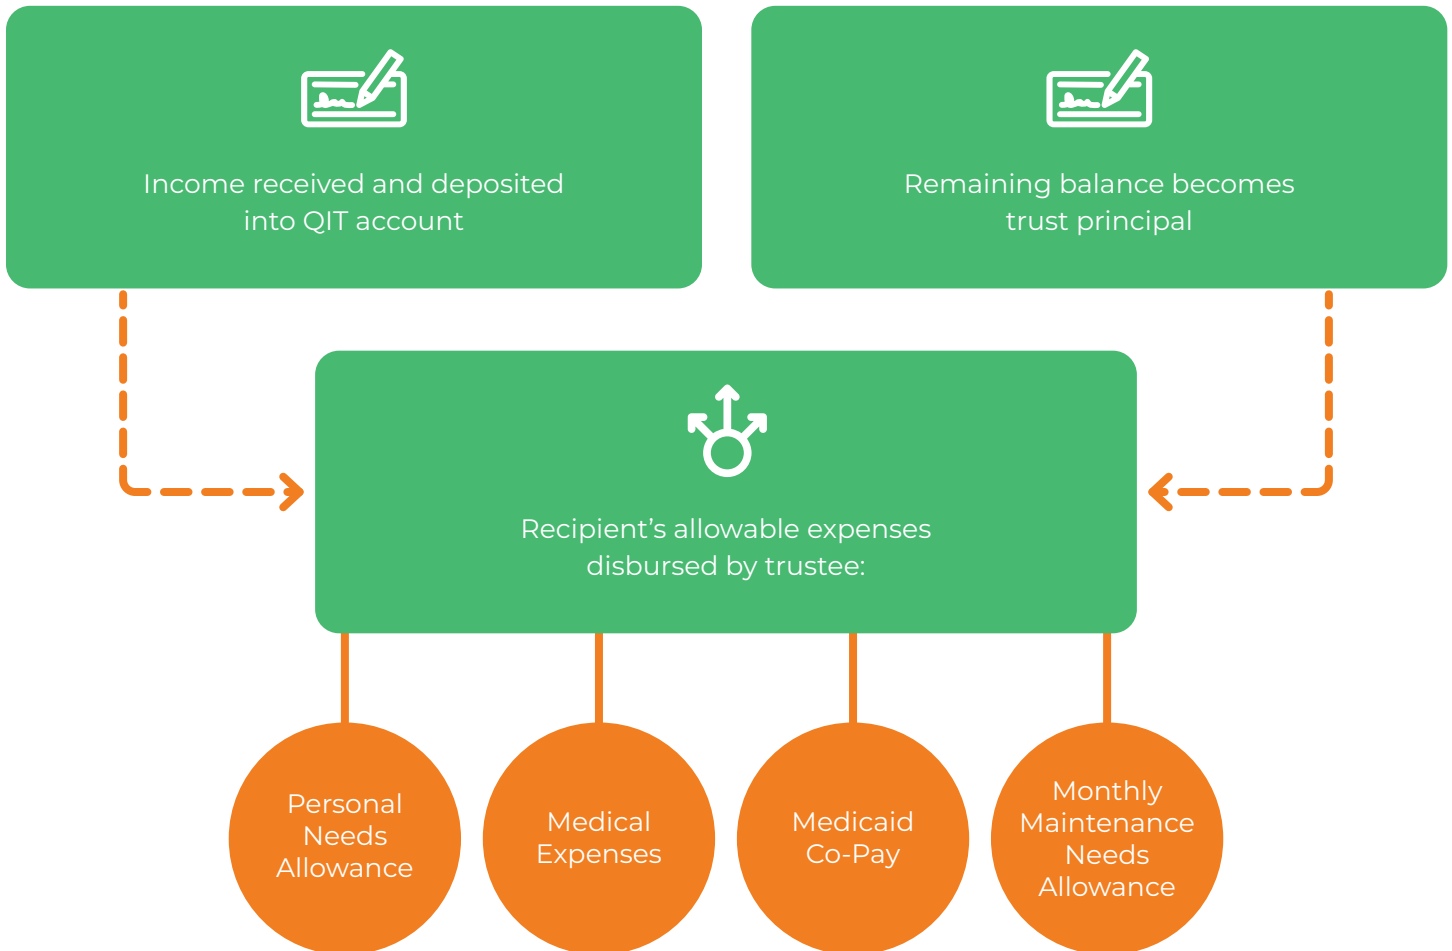 Income received and deposited
into QIT account
Remaining balance becomes
trust principal
Recipient’s allowable expenses
disbursed by trustee:
Personal
Needs
Allowance
Medical
Expenses
Medicaid
Co-Pay
Monthly
Maintenance
Needs
Allowance